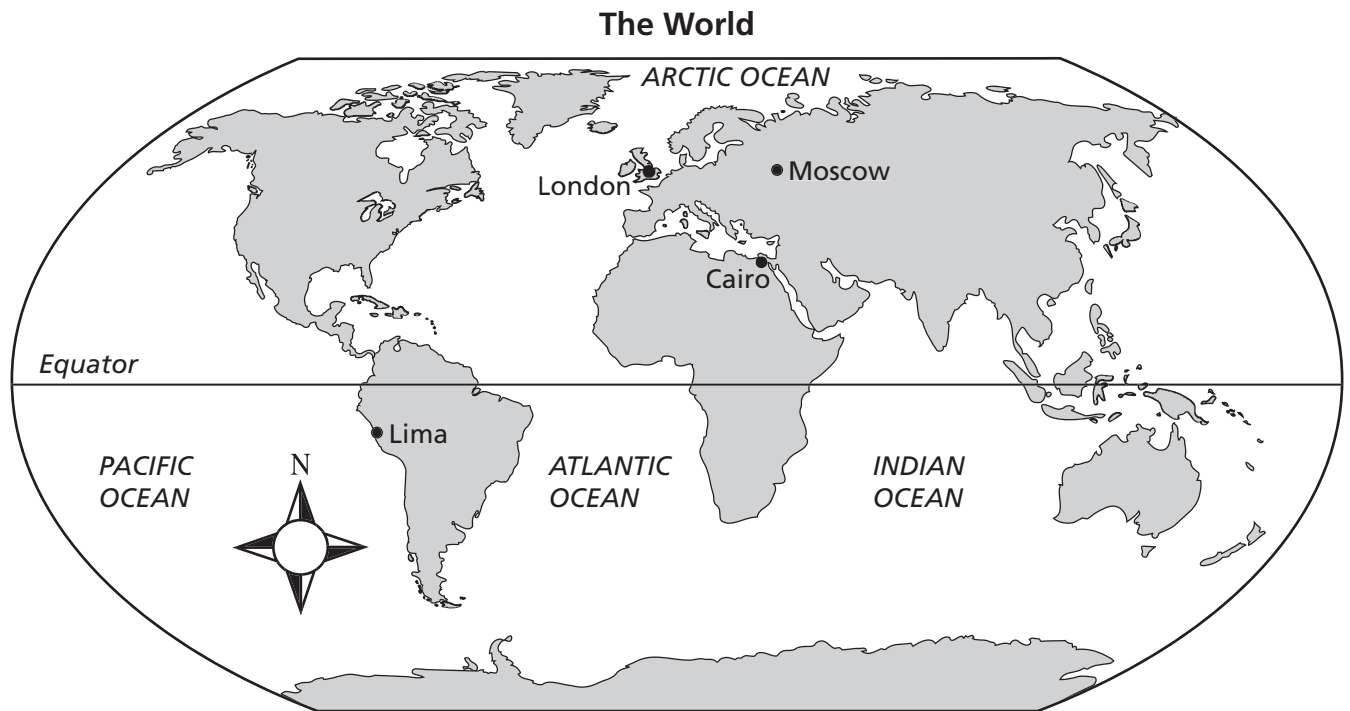 The World
ARCTIC OCEAN
London
Moscow
Cairo
Equator
Lima
PACIFIC
OCEAN
N
ATLANTIC
OCEAN
INDIAN
OCEAN